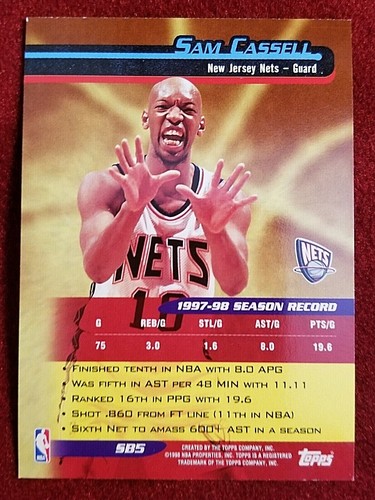 SAM CASSELL
New Jersey Nets – Guard
NETS
10
NETS
1997-98 SEASON RECORD
G REB/G STL/G AST/G PTS/G
75 3.0 1.6 8.0 19.6
• FINISHED TENTH IN NBA WITH 8.0 APG
• WAS FIFTH IN AST PER 48 MIN WITH 11.11
• RANKED 16TH IN PPG WITH 19.6
• SHOT .860 FROM FT LINE (11TH IN NBA)
• SIXTH NET TO AMASS 600+ AST IN A SEASON
SB5
CREATED BY THE TOPPS COMPANY, INC.
©1998 NBA PROPERTIES, INC. TOPPS IS A REGISTERED
TRADEMARK OF THE TOPPS COMPANY, INC.
topps